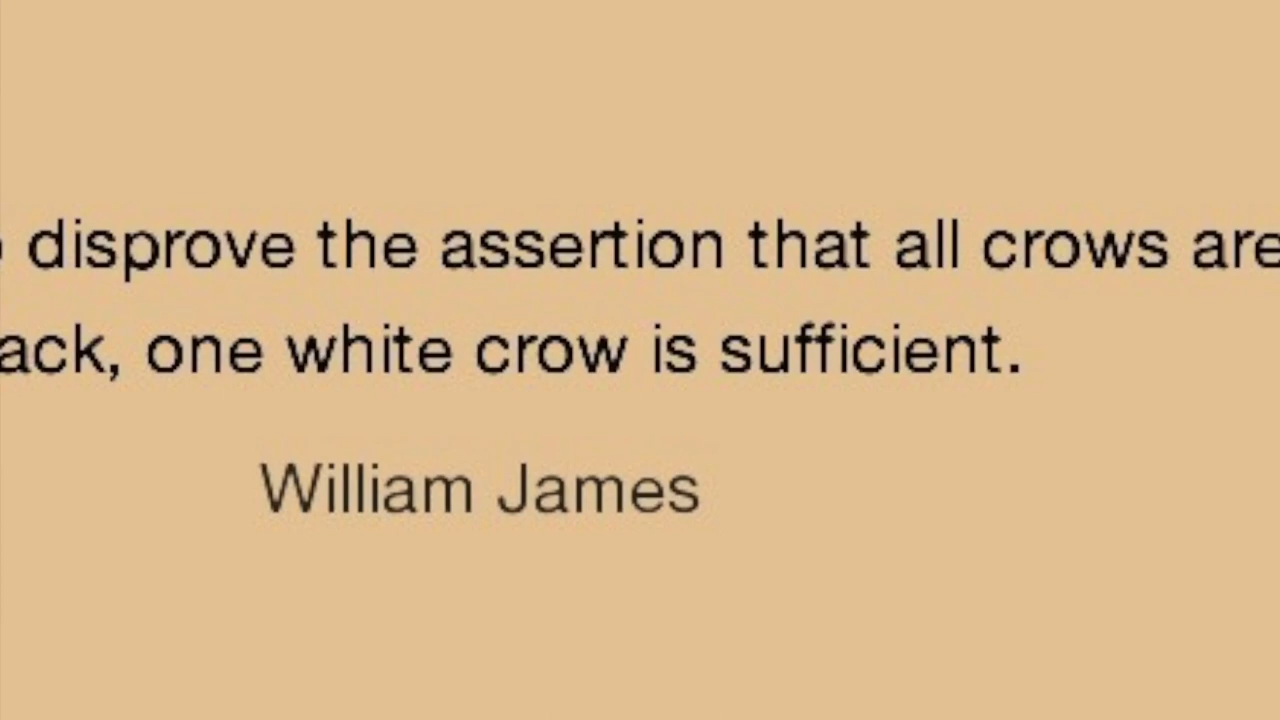 disprove the assertion that all crows are
ack, one white crow is sufficient.
William James